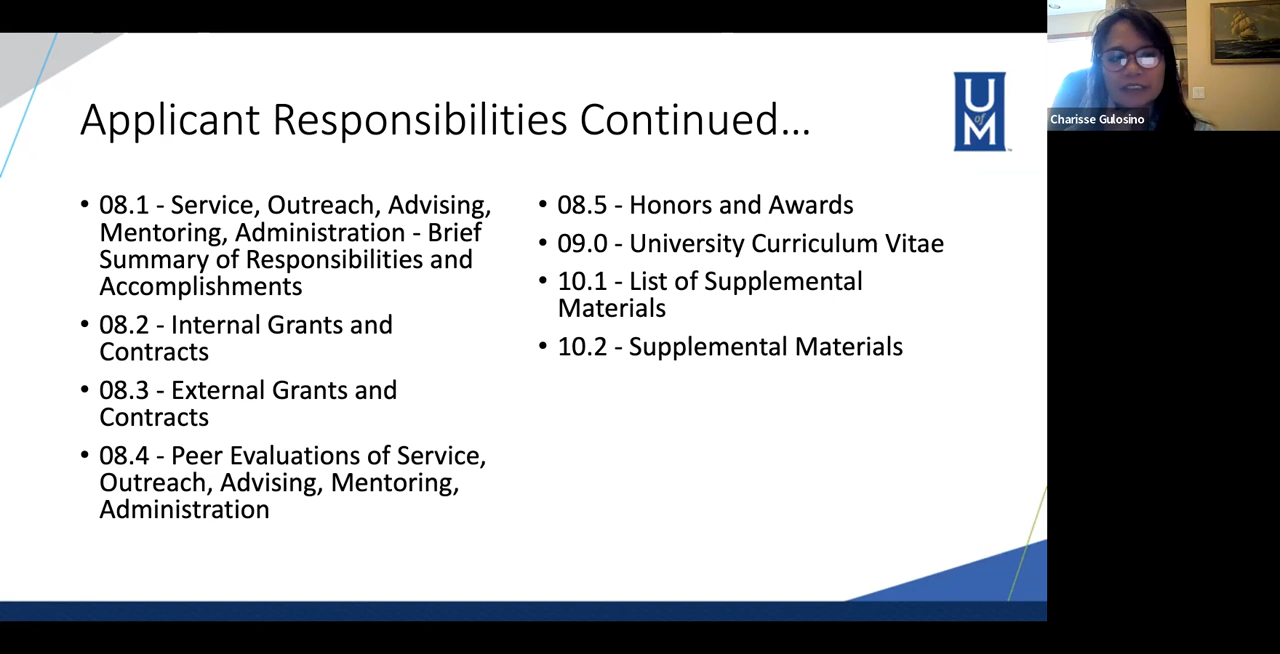 Applicant Responsibilities Continued...
U
of
M
™
Charisse Gulosino
• 08.1 - Service, Outreach, Advising,
Mentoring, Administration - Brief
Summary of Responsibilities and
Accomplishments
• 08.2 - Internal Grants and
Contracts
• 08.3 - External Grants and
Contracts
• 08.4 - Peer Evaluations of Service,
Outreach, Advising, Mentoring,
Administration
• 08.5 - Honors and Awards
• 09.0 - University Curriculum Vitae
• 10.1 - List of Supplemental
Materials
• 10.2 - Supplemental Materials